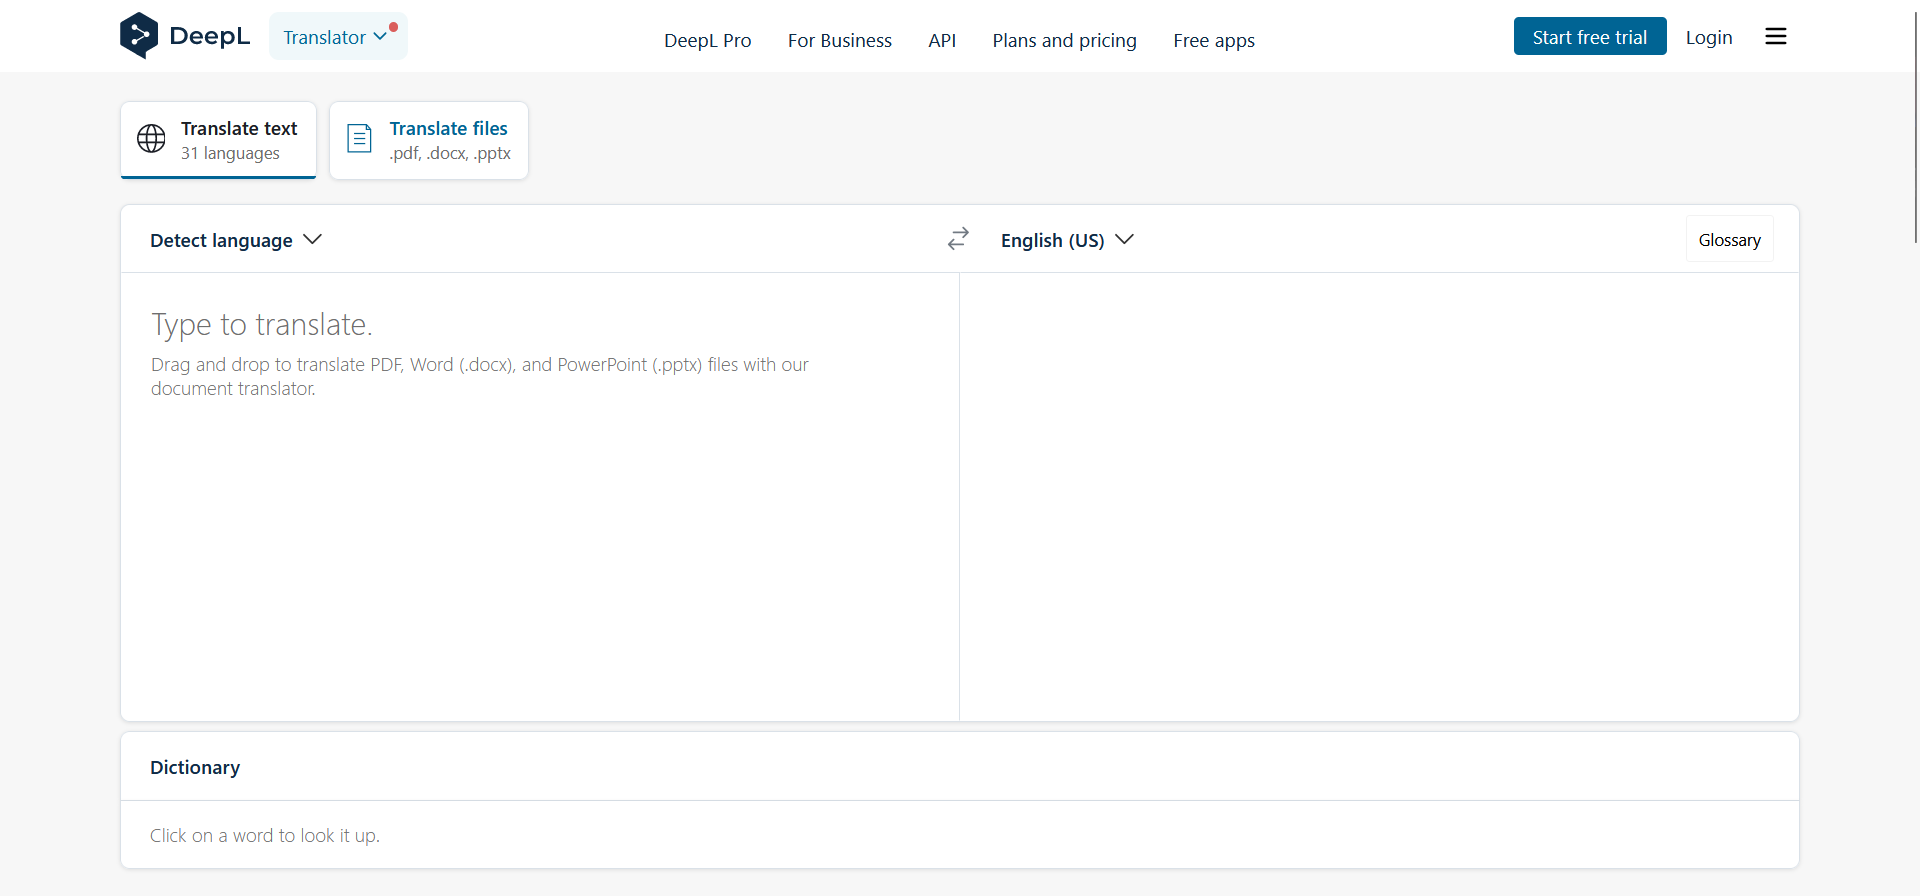 DeepL
Translator
DeepL Pro
For Business
API
Plans and pricing
Free apps
Start free trial
Login
Translate text
31 languages
Translate files
.pdf, .docx, .pptx
Detect language
English (US)
Glossary
Type to translate.
Drag and drop to translate PDF, Word (.docx), and PowerPoint (.pptx) files with our
document translator.
Dictionary
Click on a word to look it up.